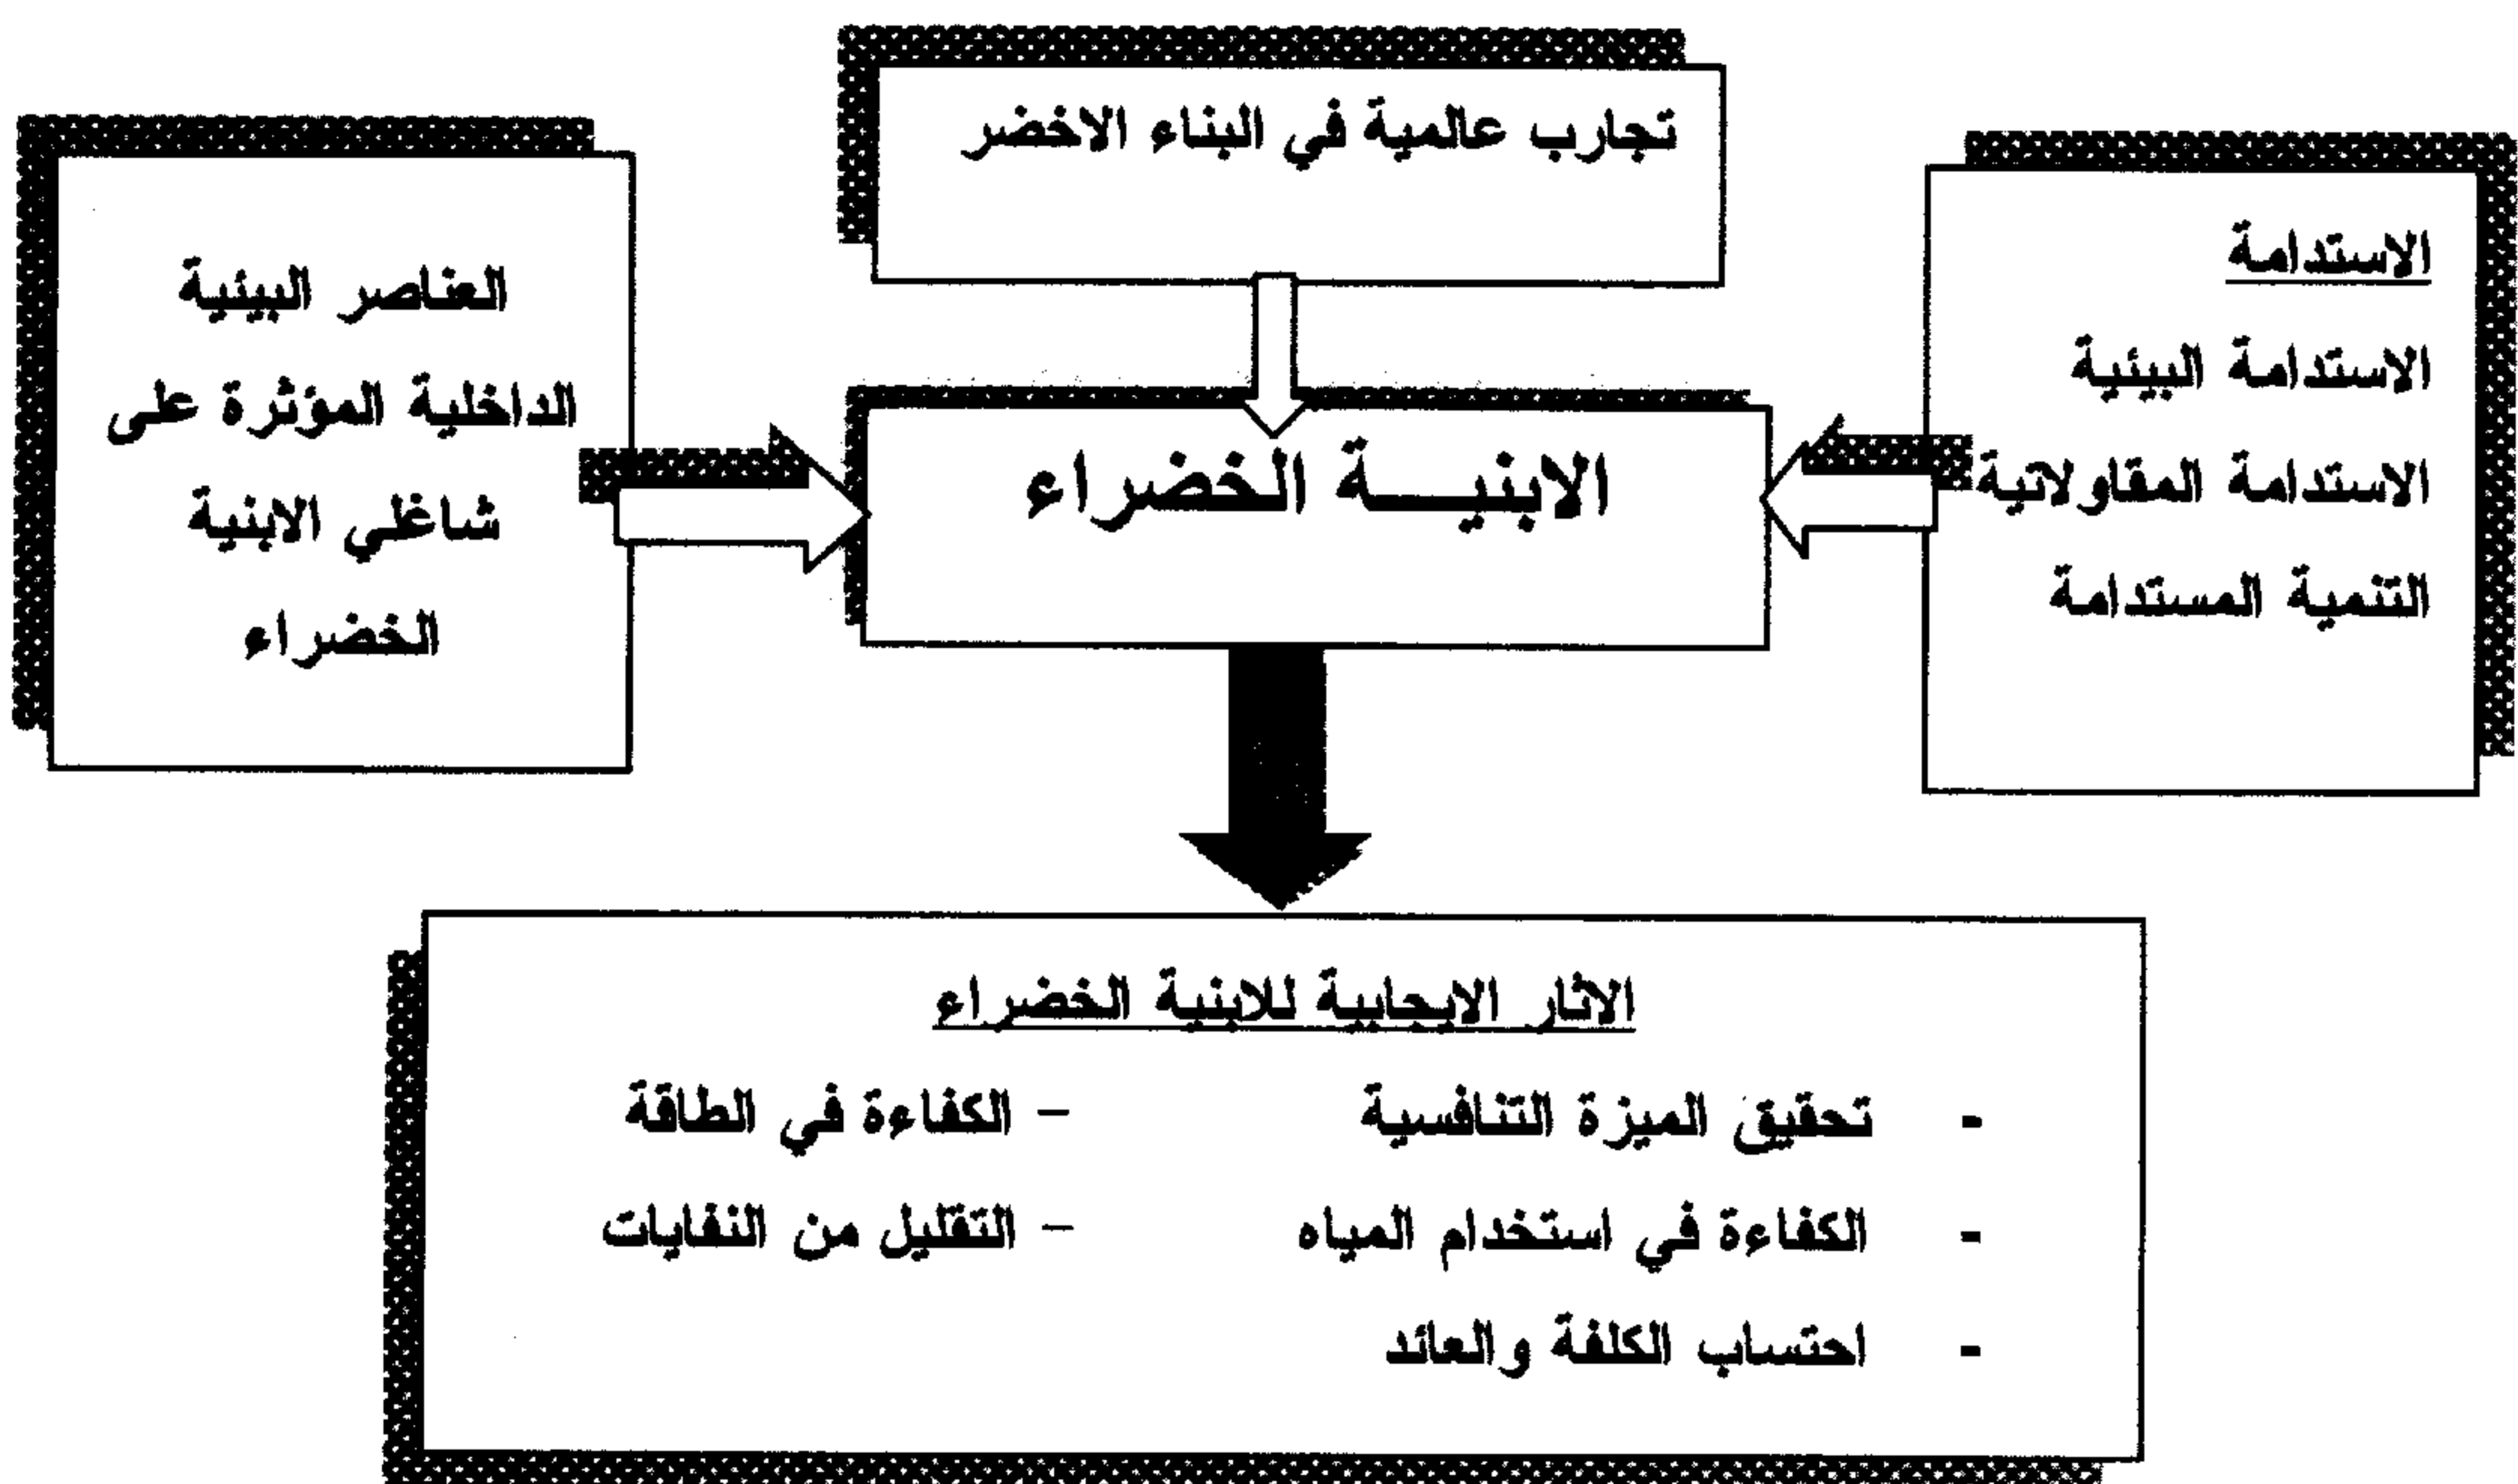 تجارب عالمية في البناء الاخضر
الاستدامة
الاستدامة البيئية
الاستدامة المقاولاتية
التنمية المستدامة
العناصر البيئية
الداخلية المؤثرة على
شاغلي الابنية
الخضراء
الابنيـــة الخضراء
الاثار الايجابية للابنية الخضراء
- تحقيق الميزة التنافسية – الكفاءة في الطاقة
- الكفاءة في استخدام المياه – التقليل من النفايات
- احتساب الكلفة والعائد